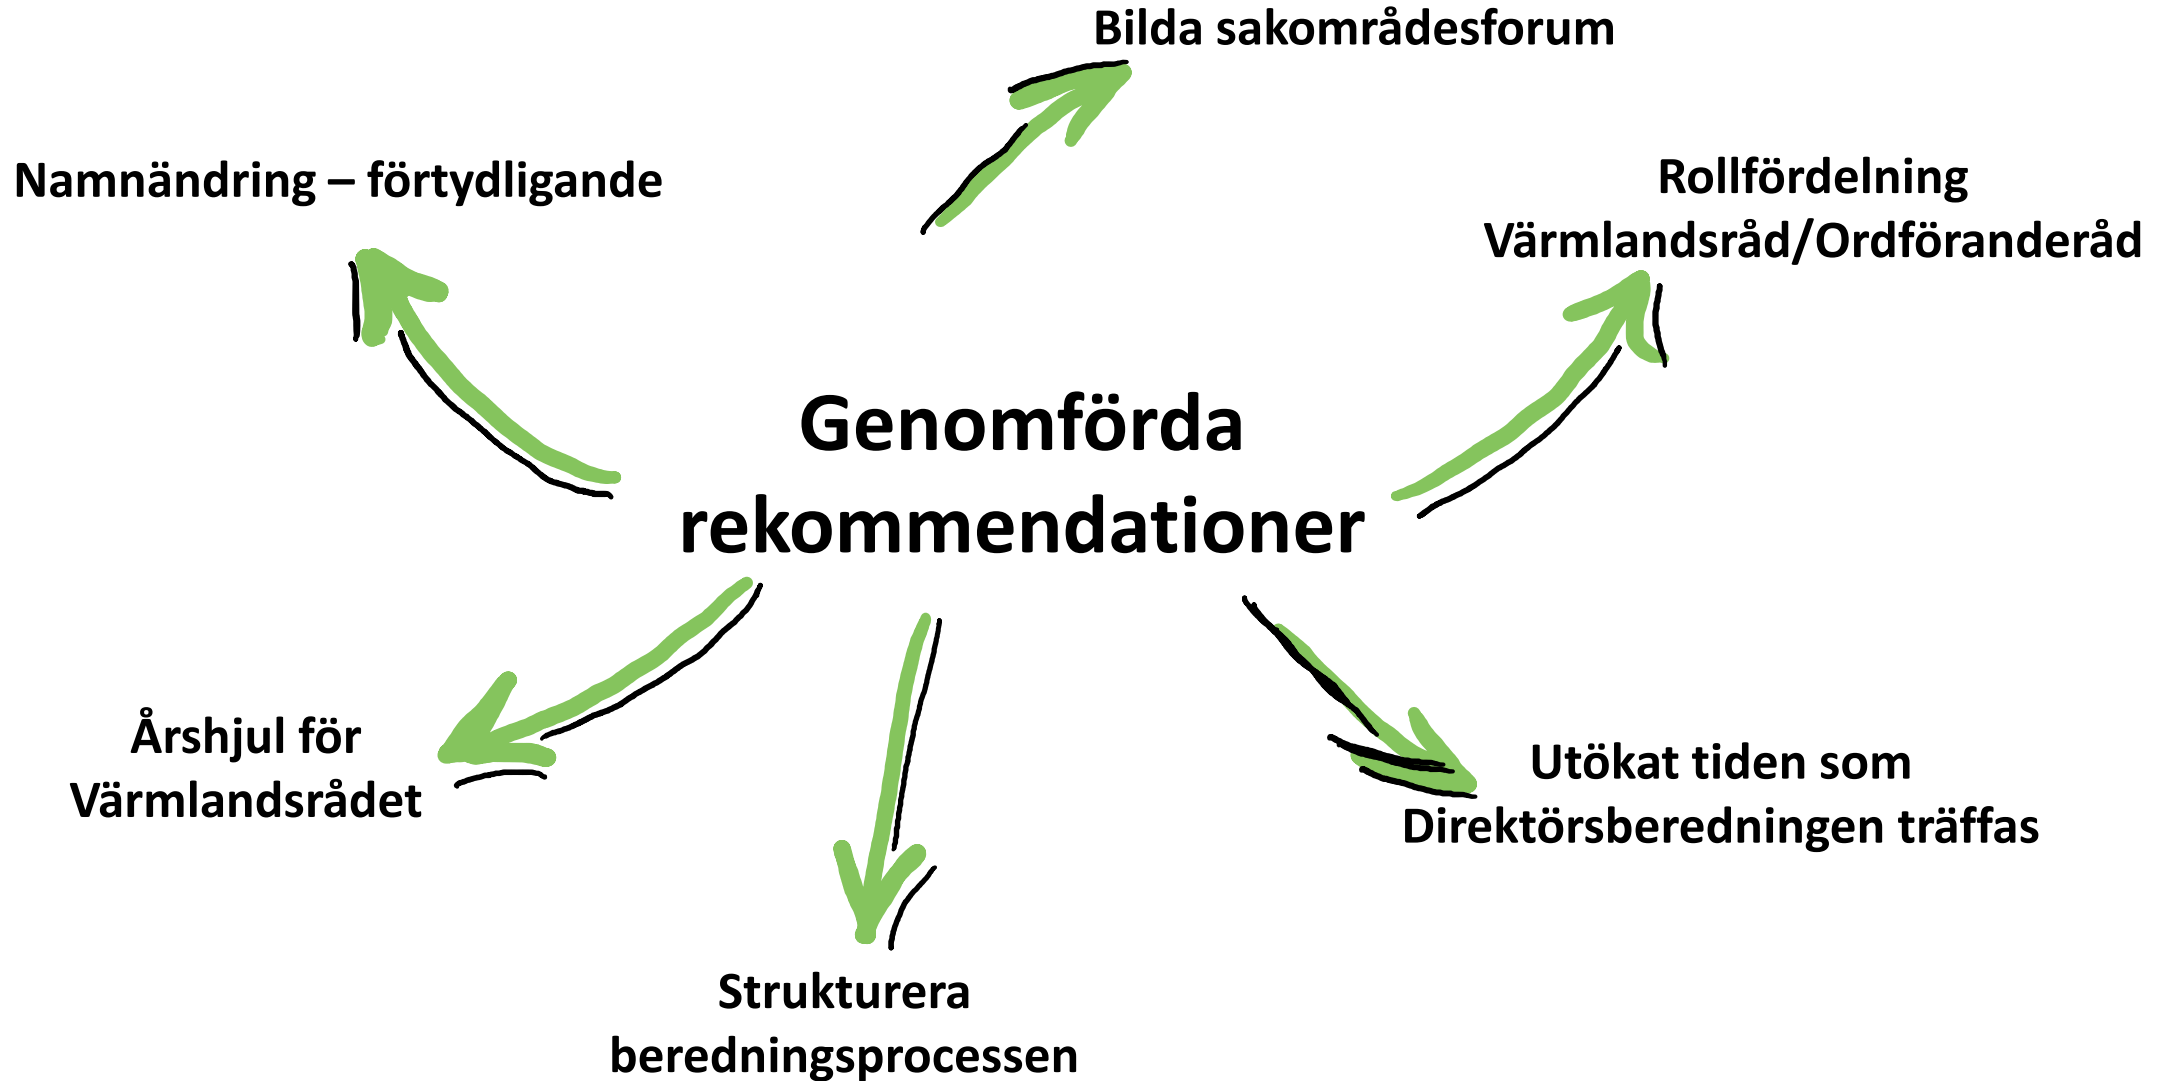 Bilda sakområdesforum
Namnändring – förtydligande
Rollfördelning
Värmlandsråd/Ordföranderåd
Genomförda
rekommendationer
Årshjul för
Värmlandsrådet
Utökat tiden som
Direktörsberedningen träffas
Strukturera
beredningsprocessen